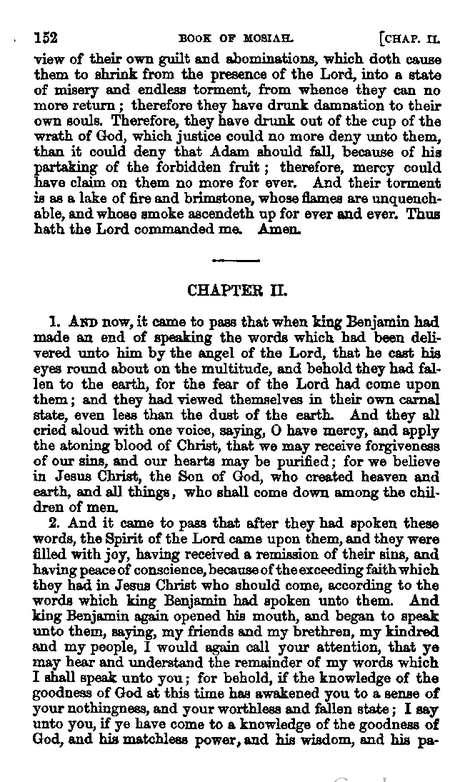 152 BOOK OF MOSIAH. [CHAP. II.
view of their own guilt and abominations, which doth cause
them to shrink from the presence of the Lord, into a state
of misery and endless torment, from whence they can no
more return; therefore they have drunk damnation to their
own souls. Therefore, they have drunk out of the cup of the
wrath of God, which justice could no more deny unto them,
than it could deny that Adam should fall, because of his
partaking of the forbidden fruit; therefore, mercy could
have claim on them no more for ever. And their torment
is as a lake of fire and brimstone, whose flames are unquench-
able, and whose smoke ascendeth up for ever and ever. Thus
hath the Lord commanded me. Amen.
CHAPTER II.
1. AND now, it came to pass that when king Benjamin had
made an end of speaking the words which had been deli-
vered unto him by the angel of the Lord, that he cast his
eyes round about on the multitude, and behold they had fal-
len to the earth, for the fear of the Lord had come upon
them; and they had viewed themselves in their own carnal
state, even less than the dust of the earth. And they all
cried aloud with one voice, saying, O have mercy, and apply
the atoning blood of Christ, that we may receive forgiveness
of our sins, and our hearts may be purified; for we believe
in Jesus Christ, the Son of God, who created heaven and
earth, and all things, who shall come down among the chil-
dren of men.
2. And it came to pass that after they had spoken these
words, the Spirit of the Lord came upon them, and they were
filled with joy, having received a remission of their sins, and
having peace of conscience, because of the exceeding faith which
they had in Jesus Christ who should come, according to the
words which king Benjamin had spoken unto them. And
king Benjamin again opened his mouth, and began to speak
unto them, saying, my friends and my brethren, my kindred
and my people, I would again call your attention, that ye
may hear and understand the remainder of my words which
I shall speak unto you; for behold, if the knowledge of the
goodness of God at this time has awakened you to a sense of
your nothingness, and your worthless and fallen state; I say
unto you, if ye have come to a knowledge of the goodness of
God, and his matchless power, and his wisdom, and his pa-